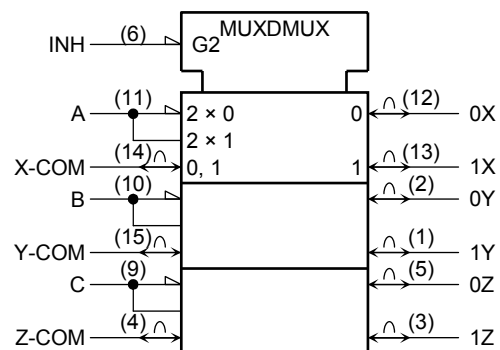 MUXDMUX
INH (6) G2
A (11) 2 × 0 0 (12) 0X
2 × 1
X-COM (14) 0, 1 1 (13) 1X
B (10) (2) 0Y
Y-COM (15) (1) 1Y
C (9) (5) 0Z
Z-COM (4) (3) 1Z